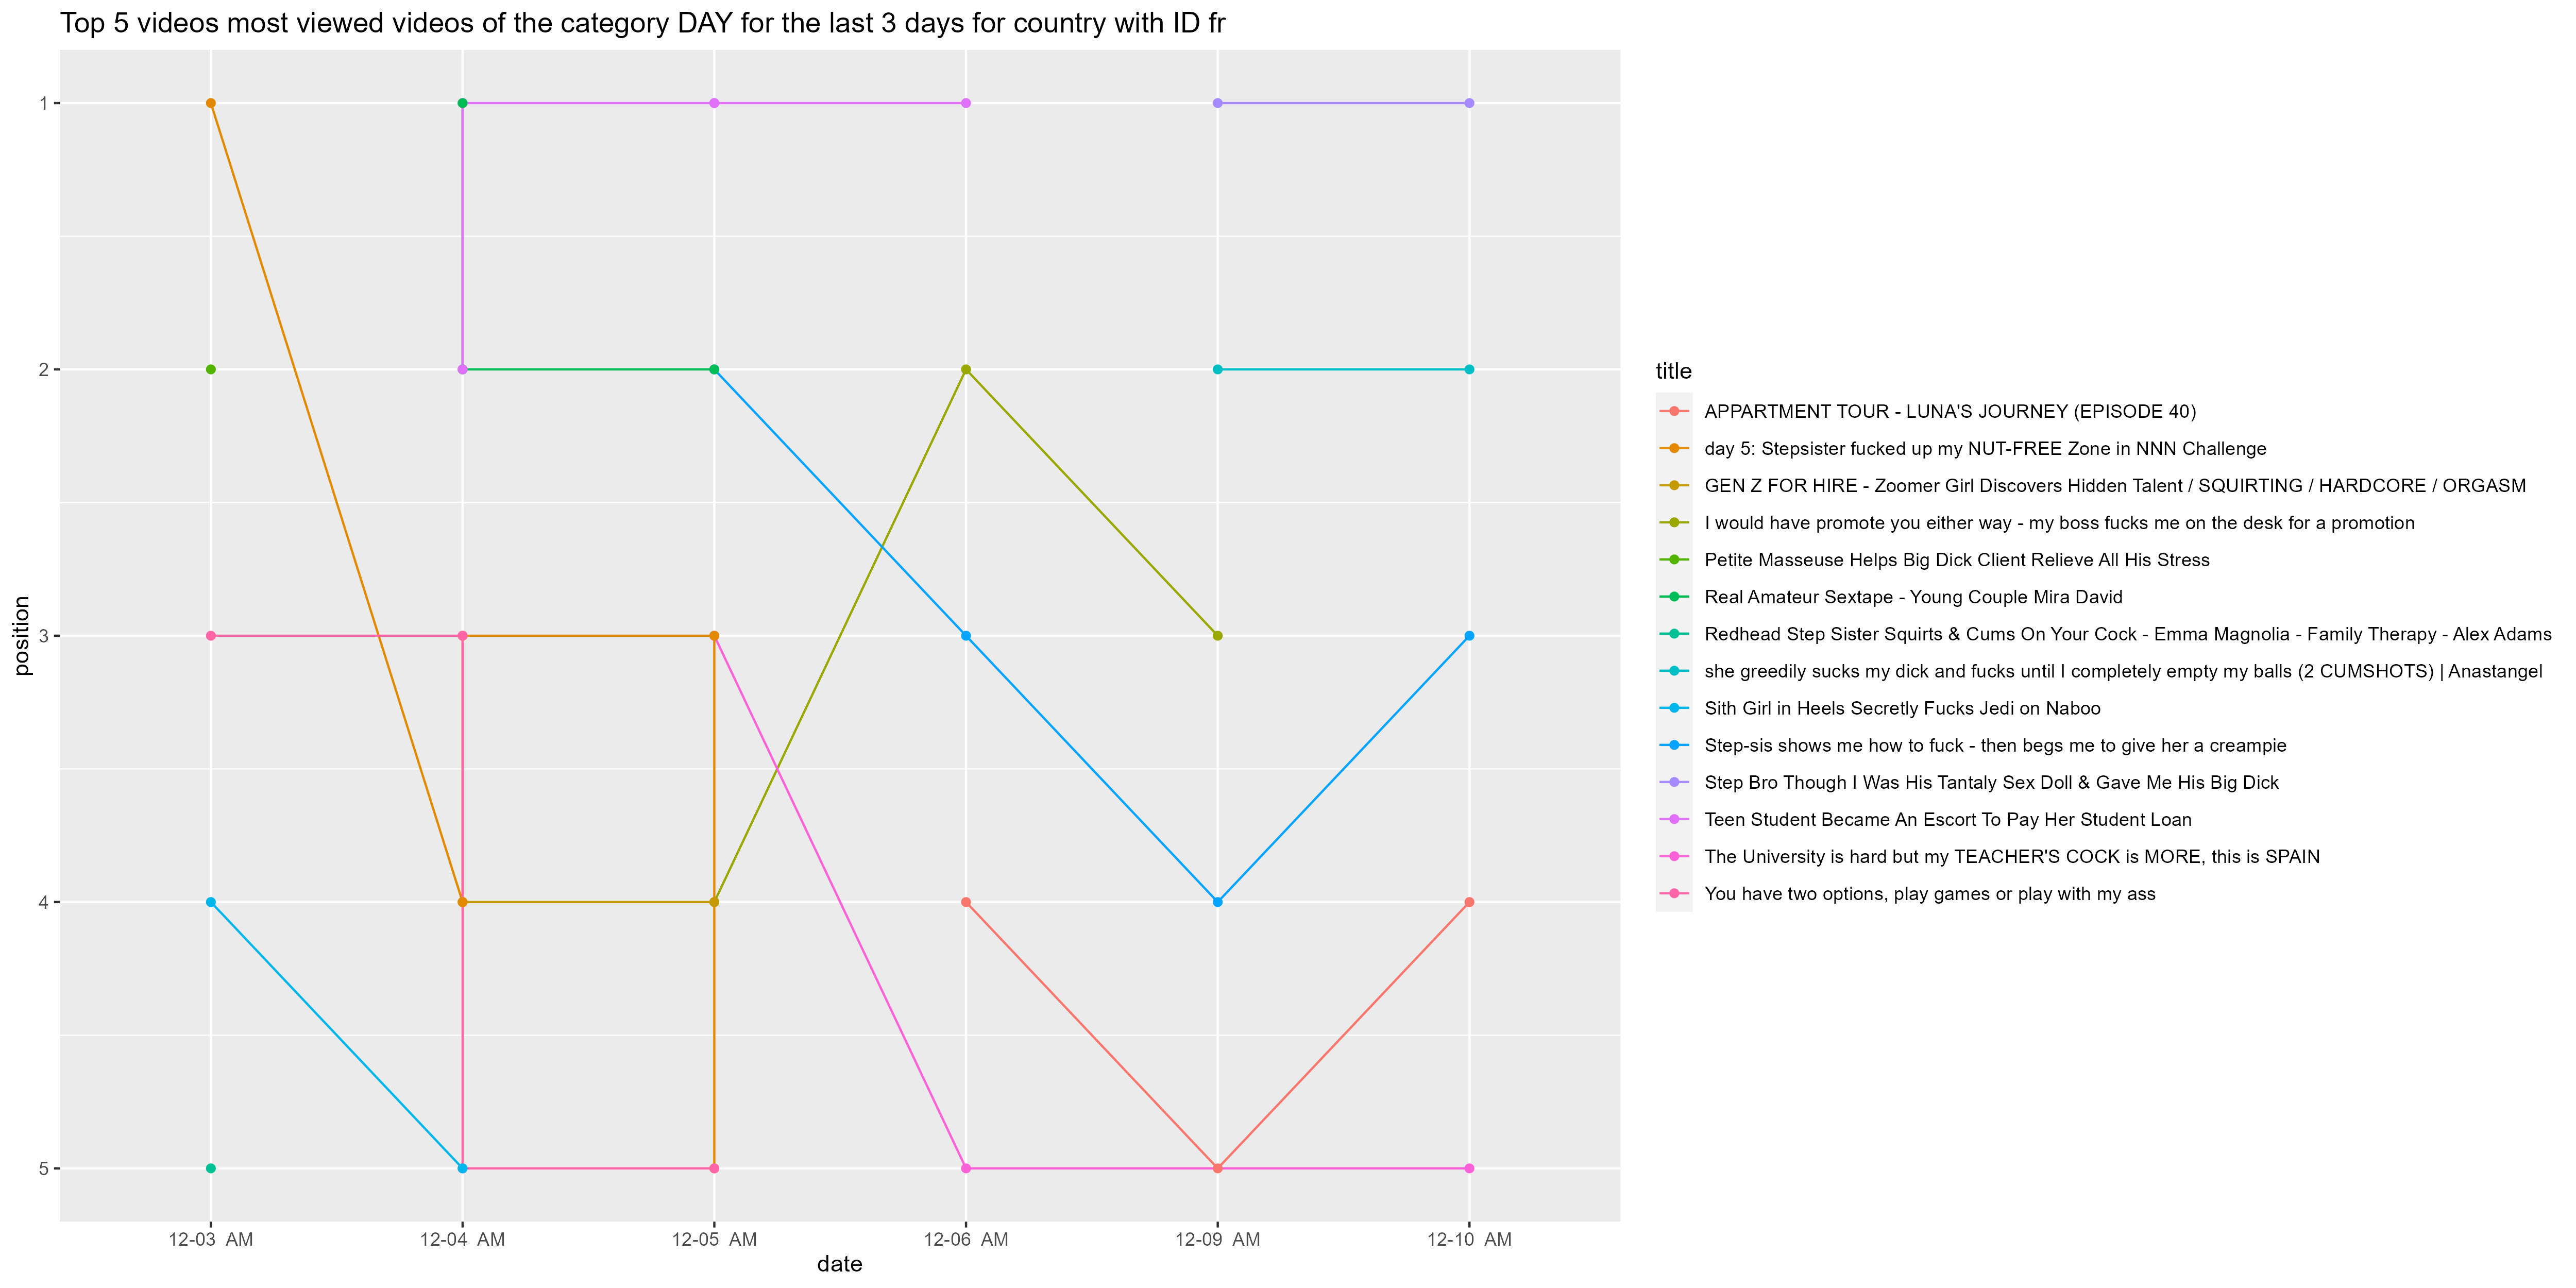 Top 5 videos most viewed videos of the category DAY for the last 3 days for country with ID fr
position
1
2
3
4
5
12-03 AM
12-04 AM
12-05 AM
12-06 AM
12-09 AM
12-10 AM
date
title
APPARTMENT TOUR - LUNA'S JOURNEY (EPISODE 40)
day 5: Stepsister fucked up my NUT-FREE Zone in NNN Challenge
GEN Z FOR HIRE - Zoomer Girl Discovers Hidden Talent / SQUIRTING / HARDCORE / ORGASM
I would have promote you either way - my boss fucks me on the desk for a promotion
Petite Masseuse Helps Big Dick Client Relieve All His Stress
Real Amateur Sextape - Young Couple Mira David
Redhead Step Sister Squirts & Cums On Your Cock - Emma Magnolia - Family Therapy - Alex Adams
she greedily sucks my dick and fucks until I completely empty my balls (2 CUMSHOTS) | Anastangel
Sith Girl in Heels Secretly Fucks Jedi on Naboo
Step-sis shows me how to fuck - then begs me to give her a creampie
Step Bro Though I Was His Tantaly Sex Doll & Gave Me His Big Dick
Teen Student Became An Escort To Pay Her Student Loan
The University is hard but my TEACHER'S COCK is MORE, this is SPAIN
You have two options, play games or play with my ass